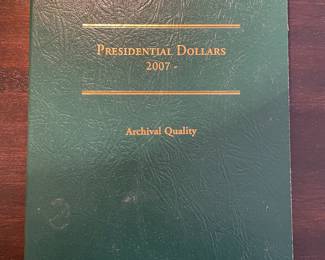 PRESIDENTIAL DOLLARS
2007 -
Archival Quality